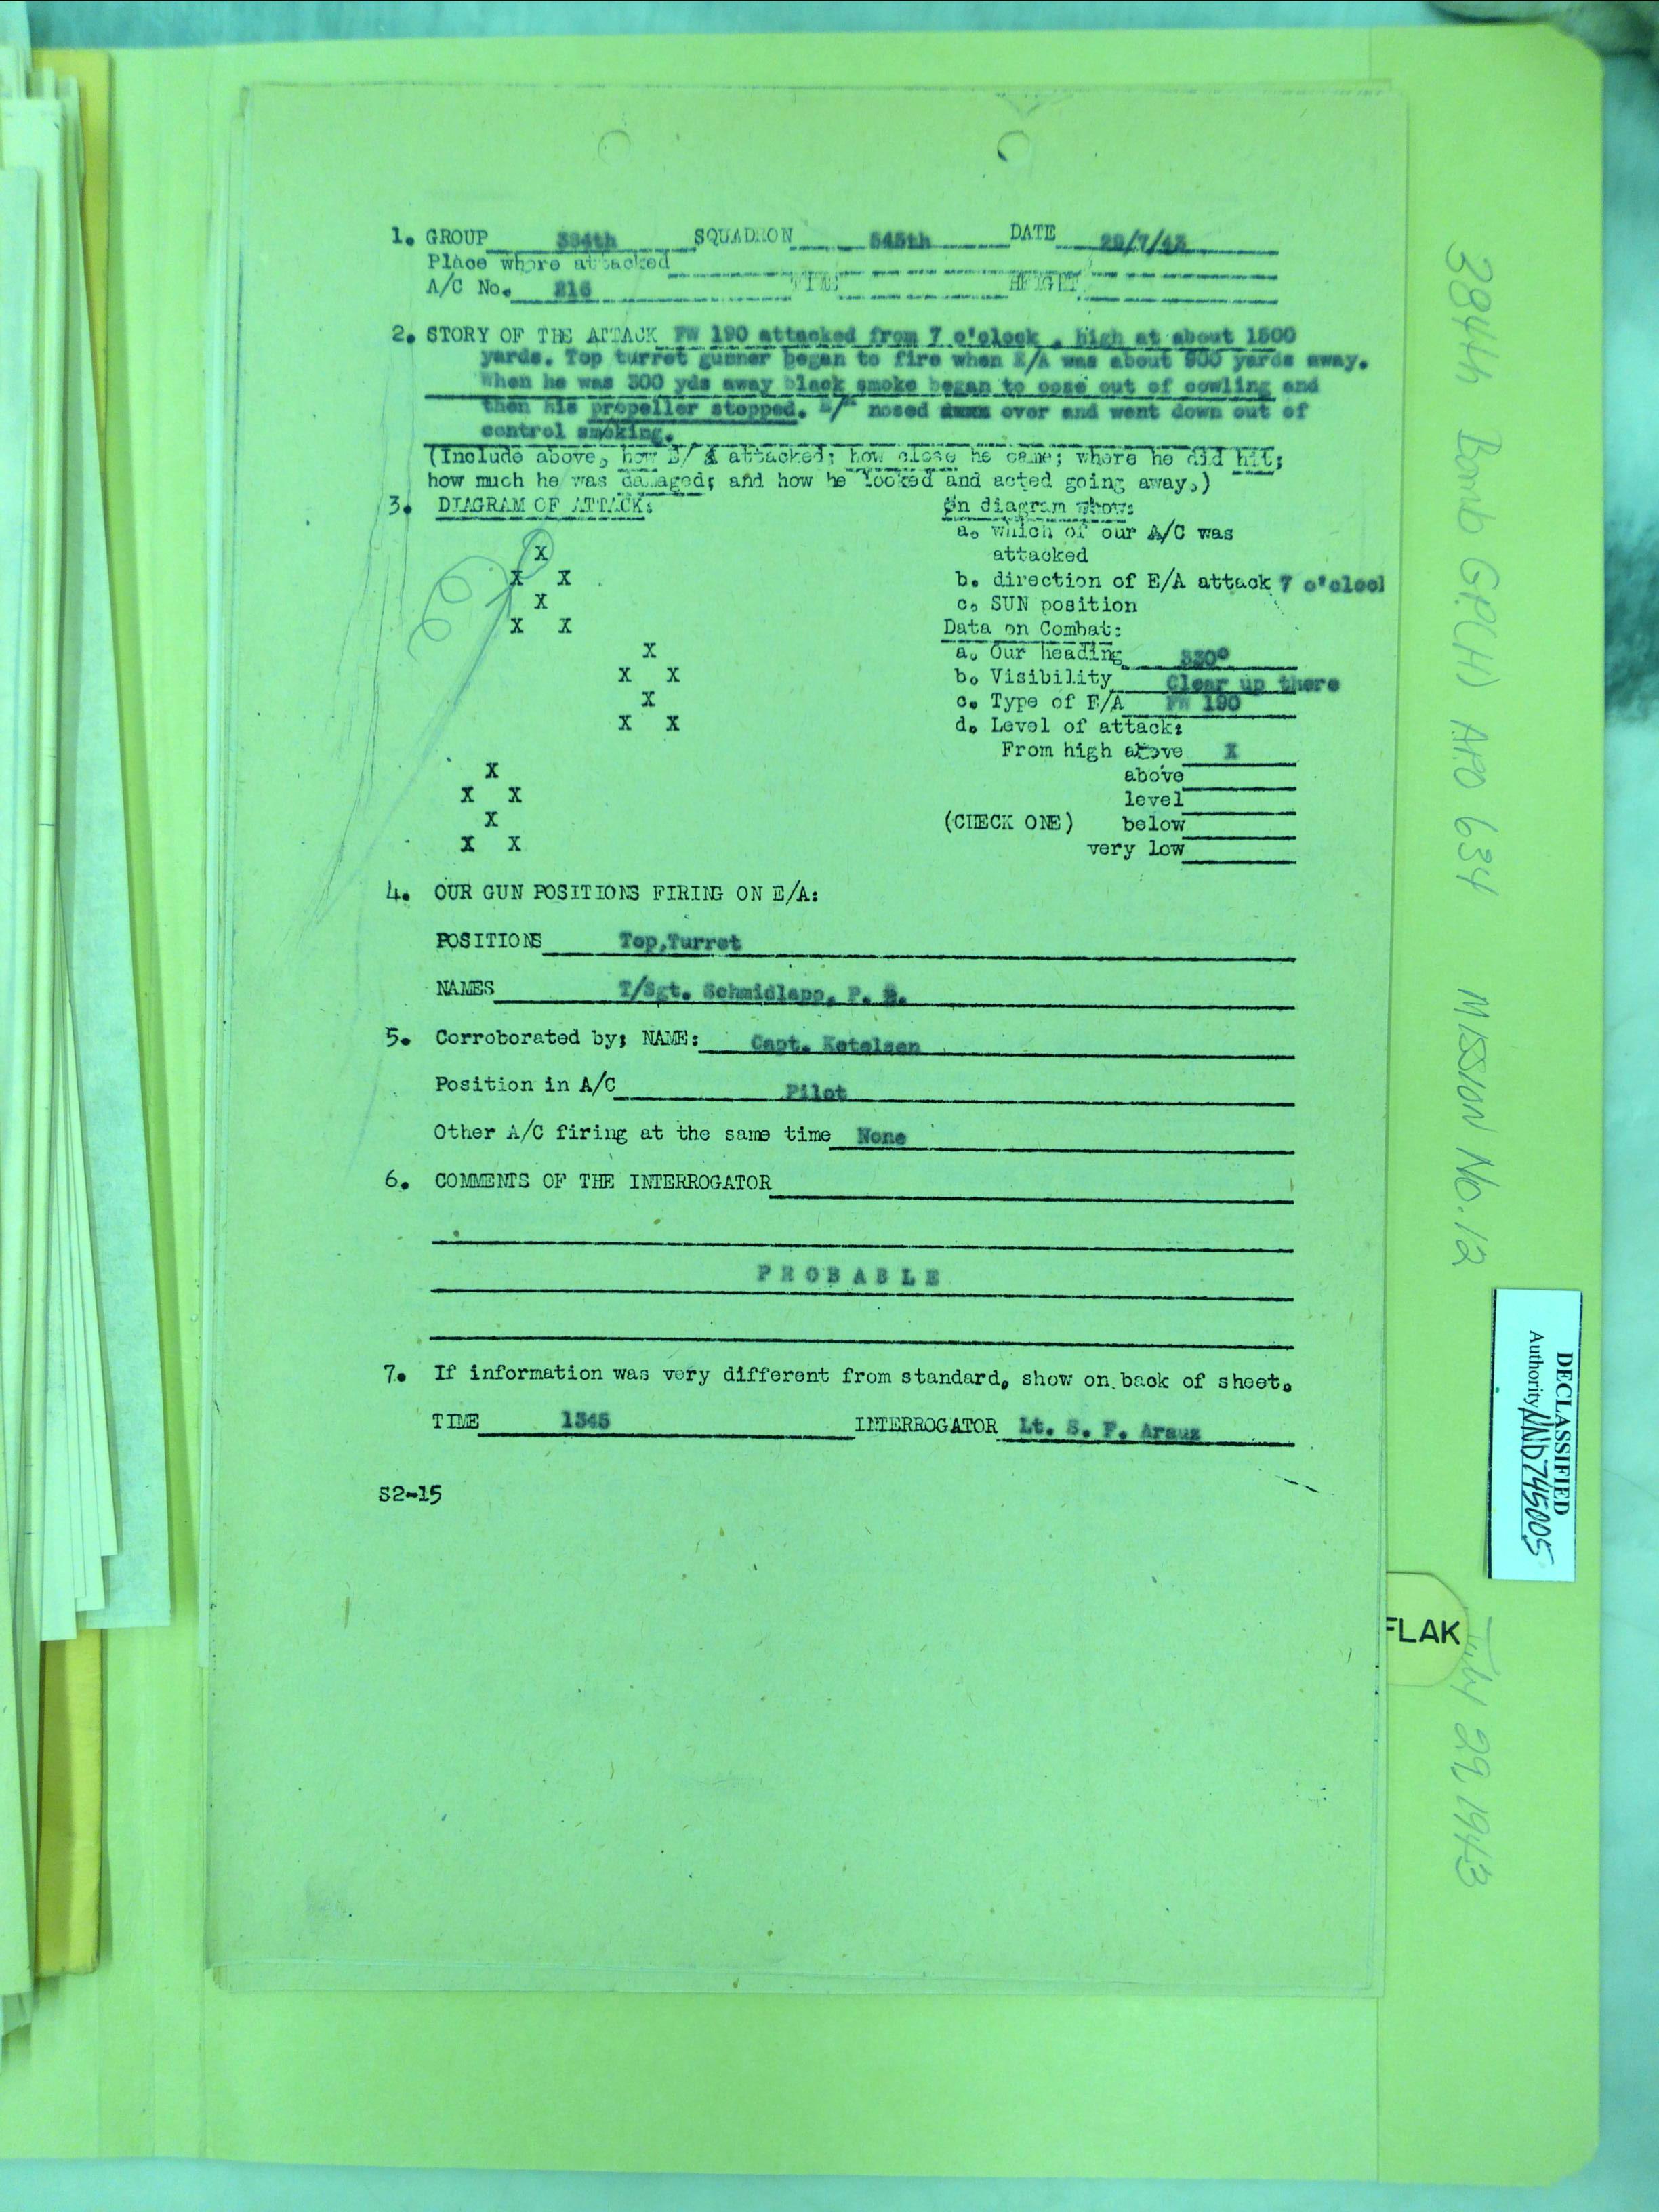 1. GROUP 384th SQUADRON 545th DATE 29/7/43
Place where attacked
A/C No. 216 TIME HEIGHT
2. STORY OF THE ATTACK FW 190 attacked from 7 o'clock , high at about 1500
yards. Top turret gunner began to fire when E/A was about 900 yards away.
When he was 300 yds away black smoke began to ooze out of cowling and
then his propeller stopped. E/A nosed over and went down out of
control smoking.
(Include above, how E/A attacked; how close he came; where he did hit;
how much he was damaged; and how he looked and acted going away.)
3. DIAGRAM OF ATTACK: On diagram show:
a. which of our A/C was
X attacked
X X b. direction of E/A attack 7 o'cloc
X c. SUN position
X X Data on Combat:
X a. Our heading 330°
X X b. Visibility Clear up there
X c. Type of E/A FW 190
X X d. Level of attack:
From high above X
X above
X X level
X (CHECK ONE) below
X X very low
4. OUR GUN POSITIONS FIRING ON E/A:
POSITIONS Top,Turret
NAMES T/Sgt. Schmidlapp, P.
5. Corroborated by; NAME: Capt. Ketelsen
Position in A/C Pilot
Other A/C firing at the same time None
6. COMMENTS OF THE INTERROGATOR
PROBABLE
7. If information was very different from standard, show on back of sheet.
TIME 1345 INTERROGATOR Lt. S. F. Arauz
S2-15
384th Bomb GP.(H) APO 634 MISSION No. 12 July 29 1943
DECLASSIFIED
Authority NND745005
FLAK